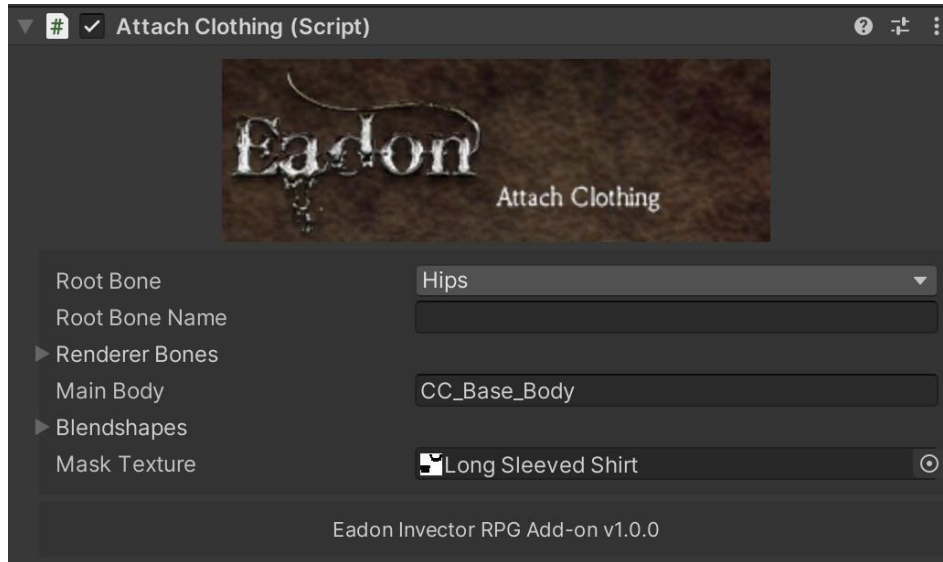 # Attach Clothing (Script)
Eadon
Attach Clothing
Root Bone Hips
Root Bone Name
Renderer Bones
Main Body CC_Base_Body
Blendshapes
Mask Texture Long Sleeved Shirt
Eadon Invector RPG Add-on v1.0.0